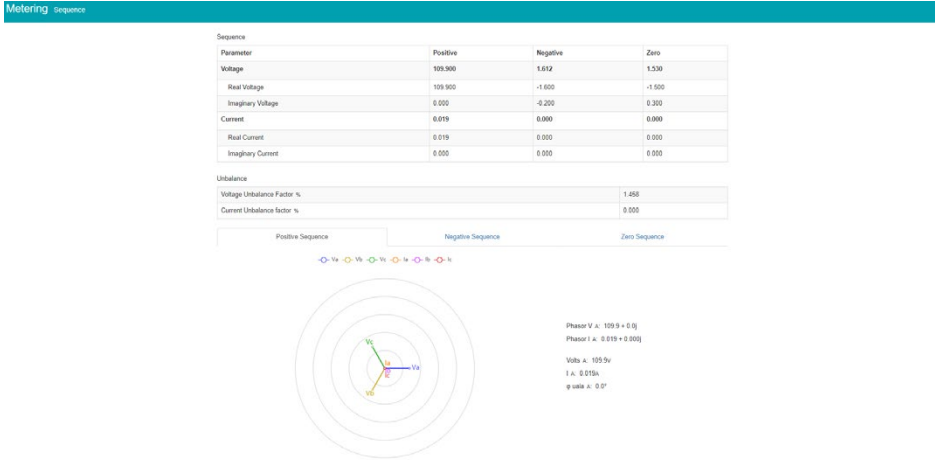 Metering Sequence
Sequence
Parameter Positive Negative Zero
Voltage 109.900 1.612 1.530
Real Voltage 109.900 -1.600 -1.500
Imaginary Voltage 0.000 -0.200 0.300
Current 0.019 0.000 0.000
Real Current 0.019 0.000 0.000
Imaginary Current 0.000 0.000 0.000
Unbalance
Voltage Unbalance Factor % 1.458
Current Unbalance factor % 0.000
Positive Sequence Negative Sequence Zero Sequence
Va Vb Vc Ia Ib Ic
Vc
Ia
Va
Vb
Phasor V A: 109.9 + 0.0j
Phasor I A: 0.019 + 0.000j
Volts A: 109.9V
I A: 0.019A
φ uaia A: 0.0°